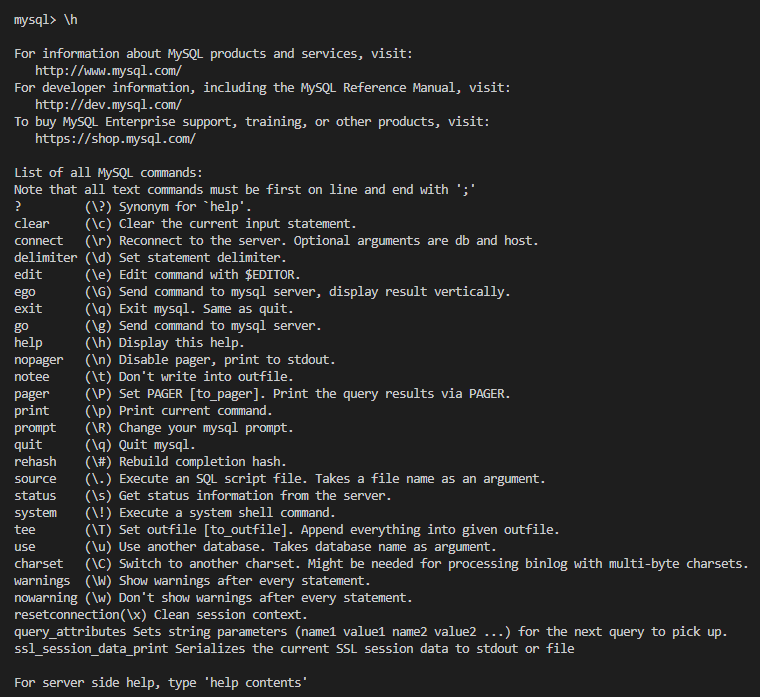 mysql> \h
For information about MySQL products and services, visit:
   http://www.mysql.com/
For developer information, including the MySQL Reference Manual, visit:
   http://dev.mysql.com/
To buy MySQL Enterprise support, training, or other products, visit:
   https://shop.mysql.com/
List of all MySQL commands:
Note that all text commands must be first on line and end with ';'
?         (\?) Synonym for `help'.
clear     (\c) Clear the current input statement.
connect   (\r) Reconnect to the server. Optional arguments are db and host.
delimiter (\d) Set statement delimiter.
edit      (\e) Edit command with $EDITOR.
ego       (\G) Send command to mysql server, display result vertically.
exit      (\q) Exit mysql. Same as quit.
go        (\g) Send command to mysql server.
help      (\h) Display this help.
nopager   (\n) Disable pager, print to stdout.
notee     (\t) Don't write into outfile.
pager     (\P) Set PAGER [to_pager]. Print the query results via PAGER.
print     (\p) Print current command.
prompt    (\R) Change your mysql prompt.
quit      (\q) Quit mysql.
rehash    (\#) Rebuild completion hash.
source    (\.) Execute an SQL script file. Takes a file name as an argument.
status    (\s) Get status information from the server.
system    (\!) Execute a system shell command.
tee       (\T) Set outfile [to_outfile]. Append everything into given outfile.
use       (\u) Use another database. Takes database name as argument.
charset   (\C) Switch to another charset. Might be needed for processing binlog with multi-byte charsets.
warnings  (\W) Show warnings after every statement.
nowarning (\w) Don't show warnings after every statement.
resetconnection(\x) Clean session context.
query_attributes Sets string parameters (name1 value1 name2 value2 ...) for the next query to pick up.
ssl_session_data_print Serializes the current SSL session data to stdout or file
For server side help, type 'help contents'